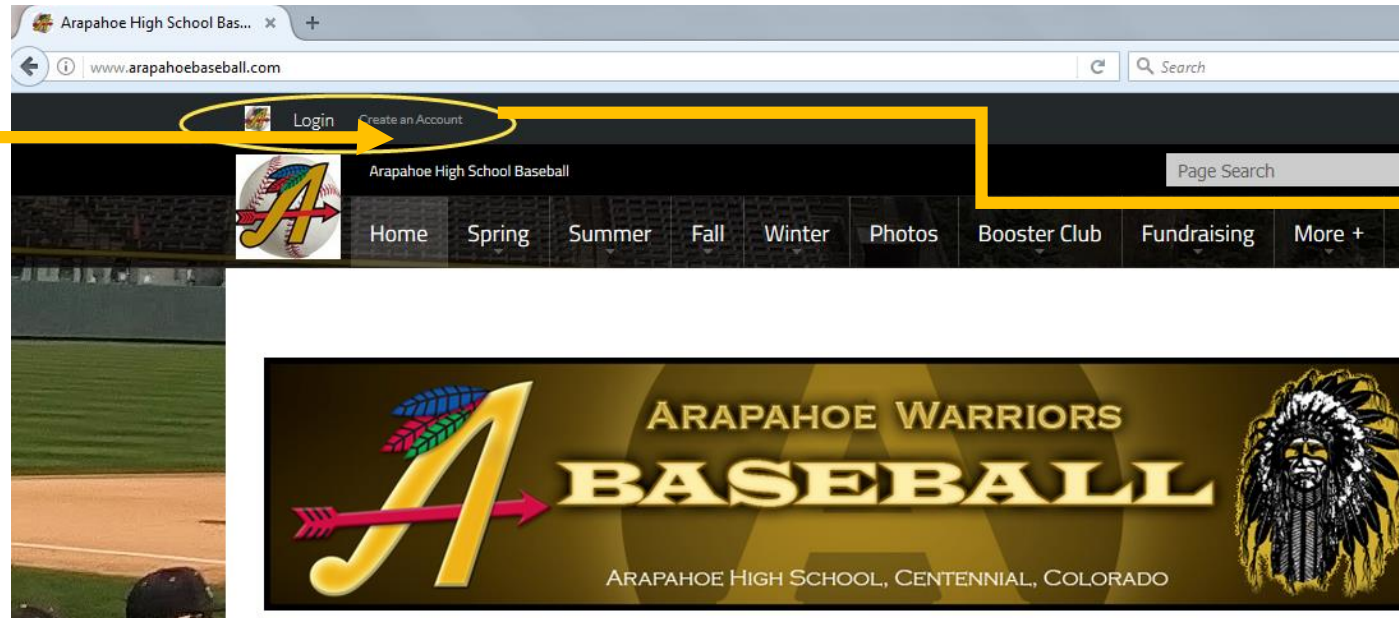 Arapahoe High School Bas...
www.arapahoebaseball.com
Search
Login Create an Account
Arapahoe High School Baseball
Page Search
Home Spring Summer Fall Winter Photos Booster Club Fundraising More +
A
ARAPAHOE WARRIORS
BASEBALL
ARAPAHOE HIGH SCHOOL, CENTENNIAL, COLORADO